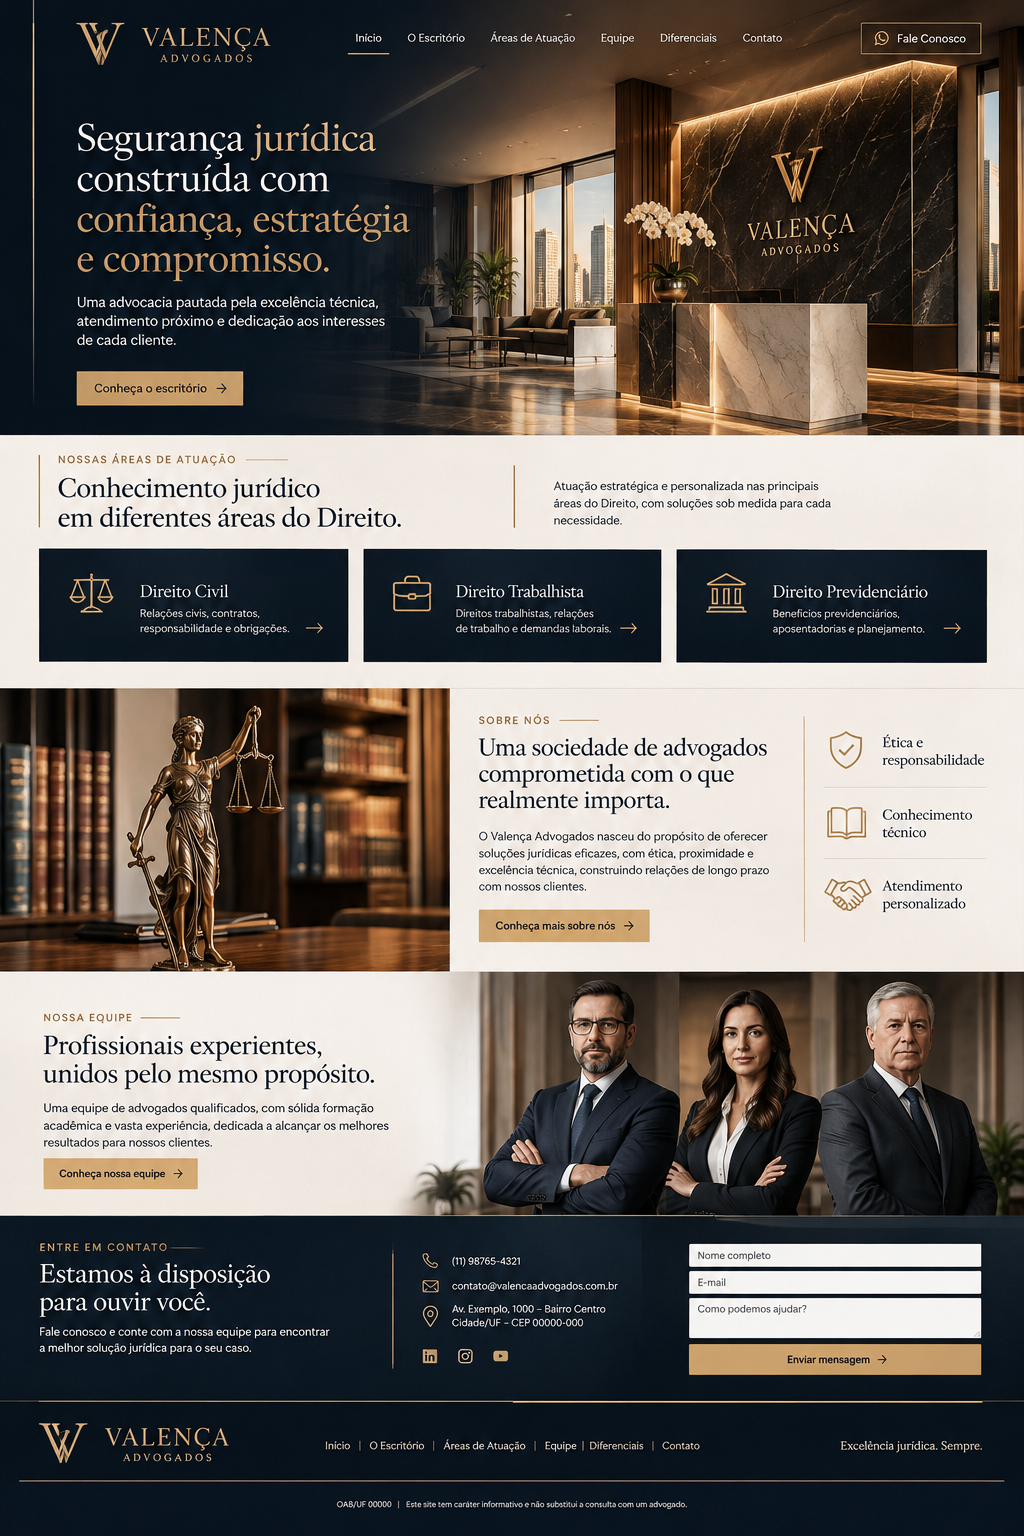 VALENÇA
ADVOGADOS
Início
O Escritório
Áreas de Atuação
Equipe
Diferenciais
Contato
Fale Conosco
Segurança jurídica
construída com
confiança, estratégia
e compromisso.
Uma advocacia pautada pela excelência técnica,
atendimento próximo e dedicação aos interesses
de cada cliente.
Conheça o escritório →
VALENÇA
ADVOGADOS
NOSSAS ÁREAS DE ATUAÇÃO
Conhecimento jurídico
em diferentes áreas do Direito.
Atuação estratégica e personalizada nas principais
áreas do Direito, com soluções sob medida para cada
necessidade.
Direito Civil
Relações civis, contratos,
responsabilidade e obrigações. →
Direito Trabalhista
Direitos trabalhistas, relações
de trabalho e demandas laborais. →
Direito Previdenciário
Benefícios previdenciários,
aposentadorias e planejamento. →
SOBRE NÓS
Uma sociedade de advogados
comprometida com o que
realmente importa.
O Valença Advogados nasceu do propósito de oferecer
soluções jurídicas eficazes, com ética, proximidade e
excelência técnica, construindo relações de longo prazo
com nossos clientes.
Conheça mais sobre nós →
Ética e
responsabilidade
Conhecimento
técnico
Atendimento
personalizado
NOSSA EQUIPE
Profissionais experientes,
unidos pelo mesmo propósito.
Uma equipe de advogados qualificados, com sólida formação
acadêmica e vasta experiência, dedicada a alcançar os melhores
resultados para nossos clientes.
Conheça nossa equipe →
ENTRE EM CONTATO
Estamos à disposição
para ouvir você.
Fale conosco e conte com a nossa equipe para encontrar
a melhor solução jurídica para o seu caso.
(11) 98765-4321
contato@valencaadvogados.com.br
Av. Exemplo, 1000 – Bairro Centro
Cidade/UF – CEP 00000-000
Nome completo
E-mail
Como podemos ajudar?
Enviar mensagem →
VALENÇA
ADVOGADOS
Início | O Escritório | Áreas de Atuação | Equipe | Diferenciais | Contato
Excelência jurídica. Sempre.
OAB/UF 00000 | Este site tem caráter informativo e não substitui a consulta com um advogado.